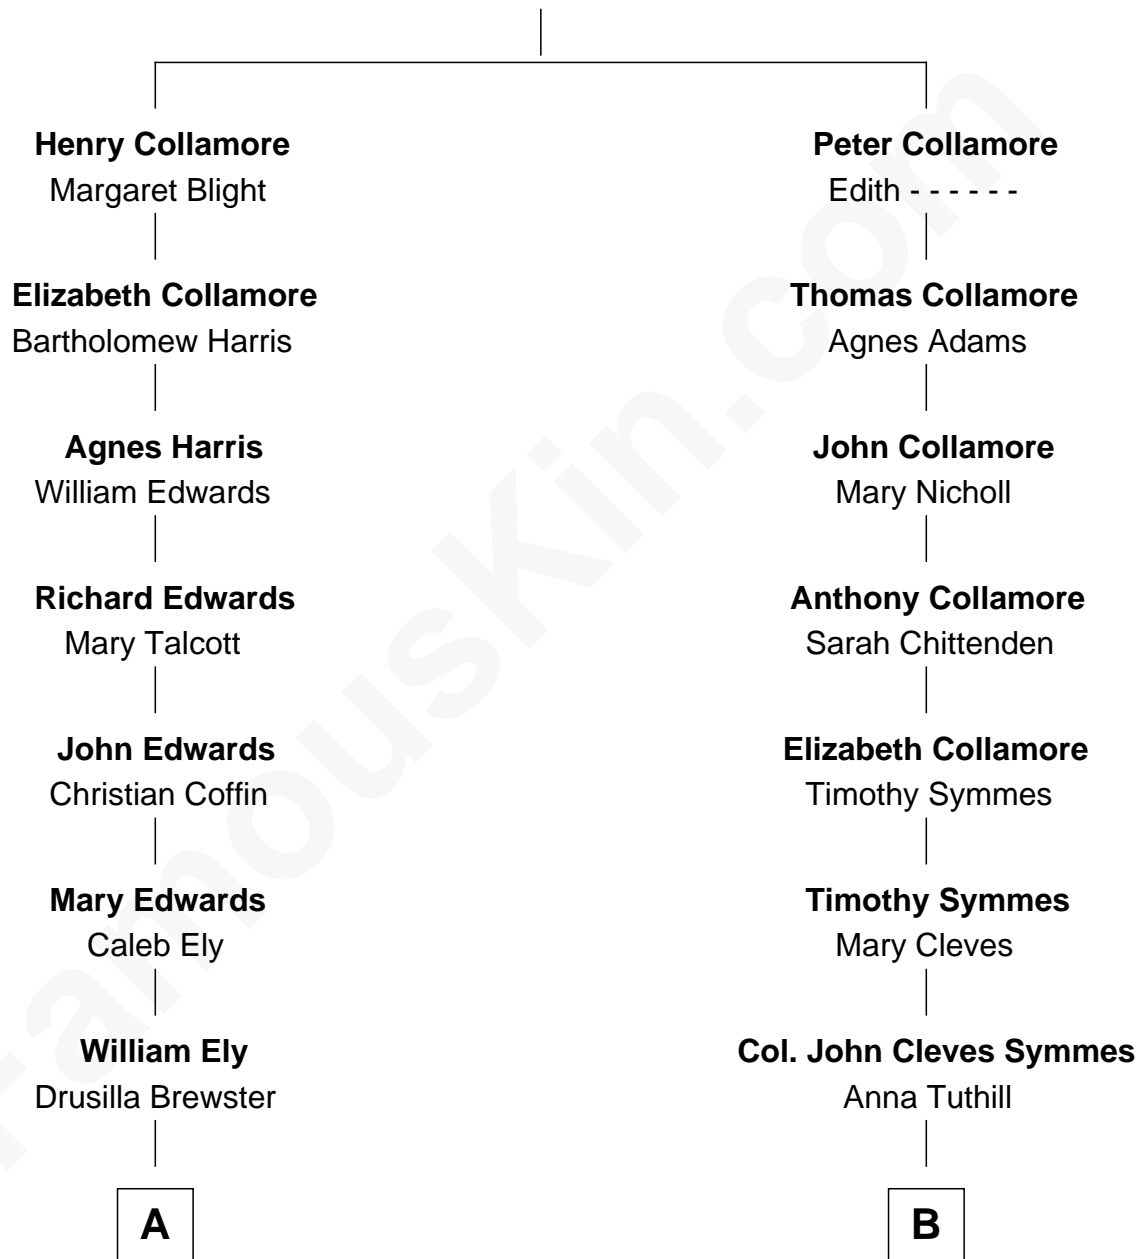 Henry Collamore
Margaret Blight
Elizabeth Collamore
Bartholomew Harris
Agnes Harris
William Edwards
Richard Edwards
Mary Talcott
John Edwards
Christian Coffin
Mary Edwards
Caleb Ely
William Ely
Drusilla Brewster
A
Peter Collamore
Edith - - - - - -
Thomas Collamore
Agnes Adams
John Collamore
Mary Nicholl
Anthony Collamore
Sarah Chittenden
Elizabeth Collamore
Timothy Symmes
Timothy Symmes
Mary Cleves
Col. John Cleves Symmes
Anna Tuthill
B
FamousKin.com